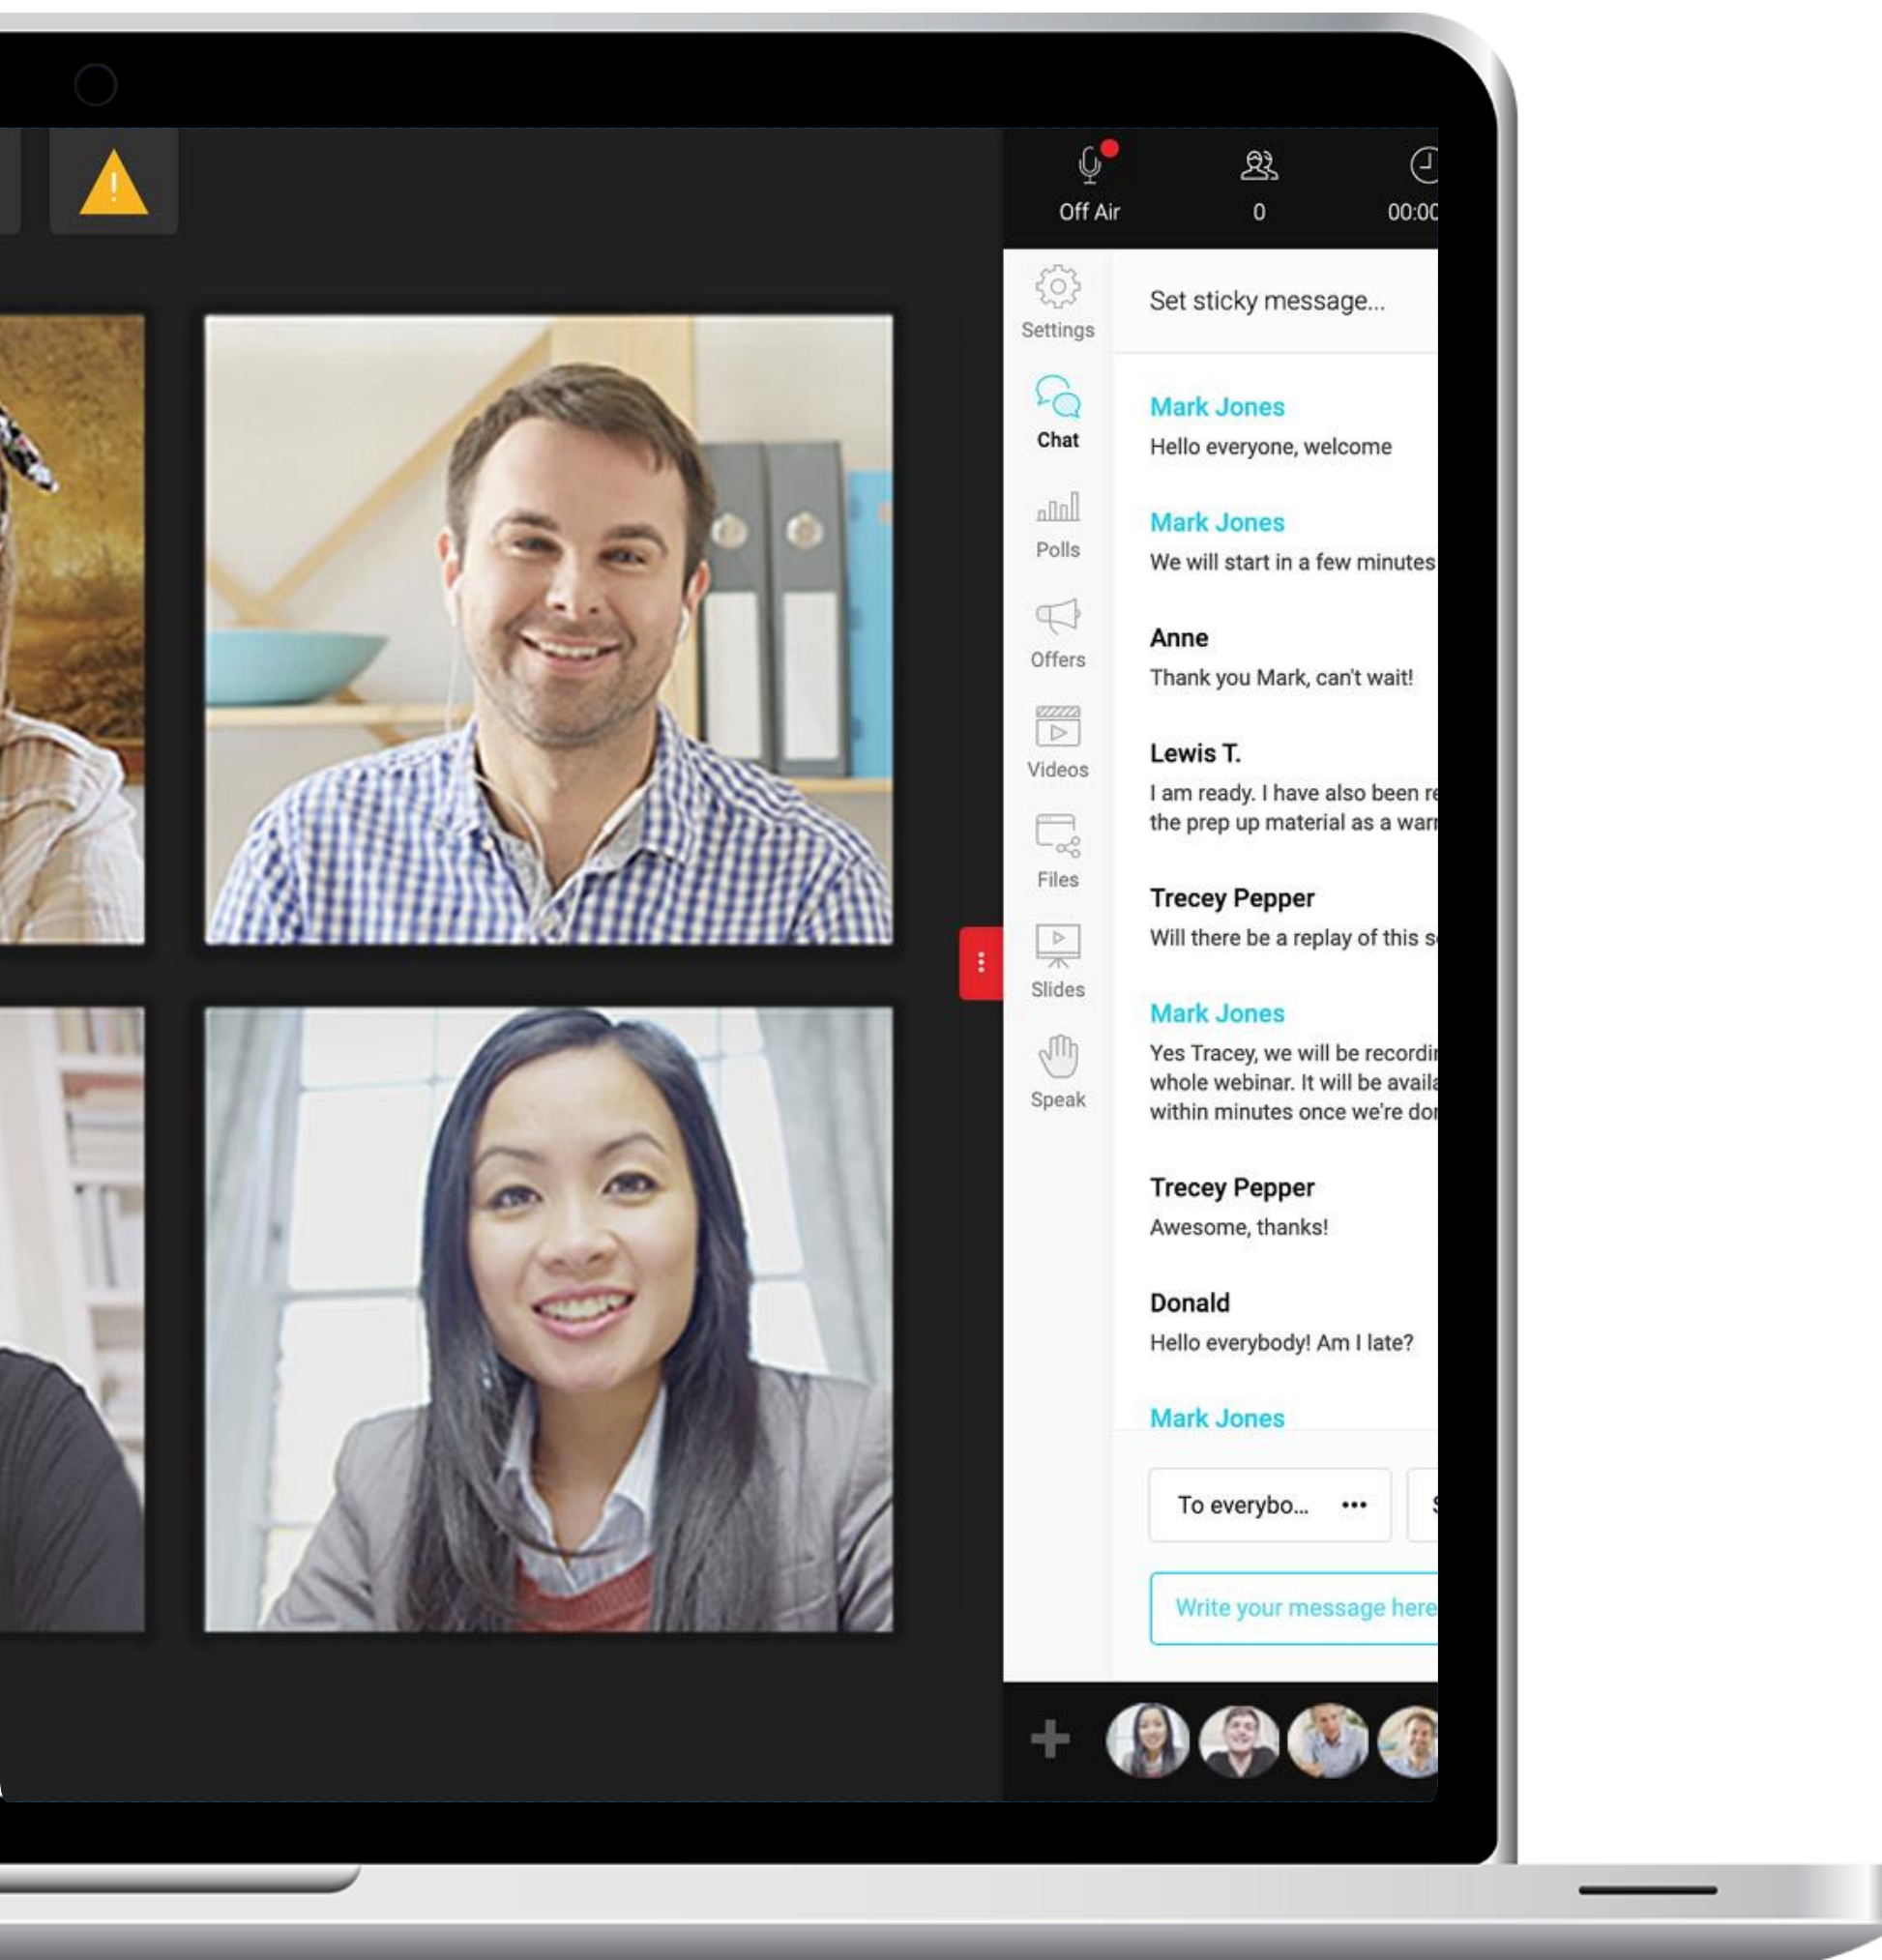 Off Air
0
00:00
Settings
Chat
Polls
Offers
Videos
Files
Slides
Speak
Set sticky message...
Mark Jones
Hello everyone, welcome
Mark Jones
We will start in a few minutes
Anne
Thank you Mark, can't wait!
Lewis T.
I am ready. I have also been
the prep up material as a
Trecey Pepper
Will there be a replay of this
Mark Jones
Yes Tracey, we will be
whole webinar. It will be
within minutes once we're
Trecey Pepper
Awesome, thanks!
Donald
Hello everybody! Am I late?
Mark Jones
To everybo... •••
Write your message here